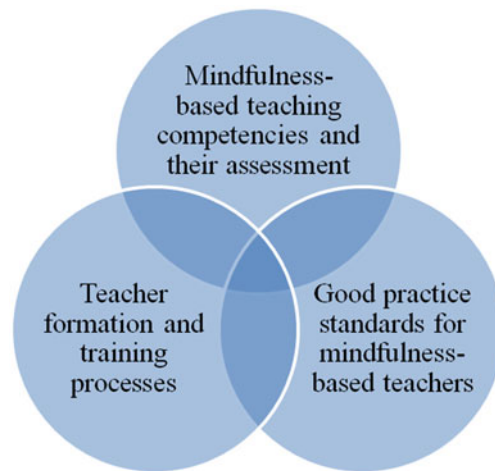 Mindfulness-
based teaching
competencies and
their assessment
Teacher
formation and
training
processes
Good practice
standards for
mindfulness-
based teachers